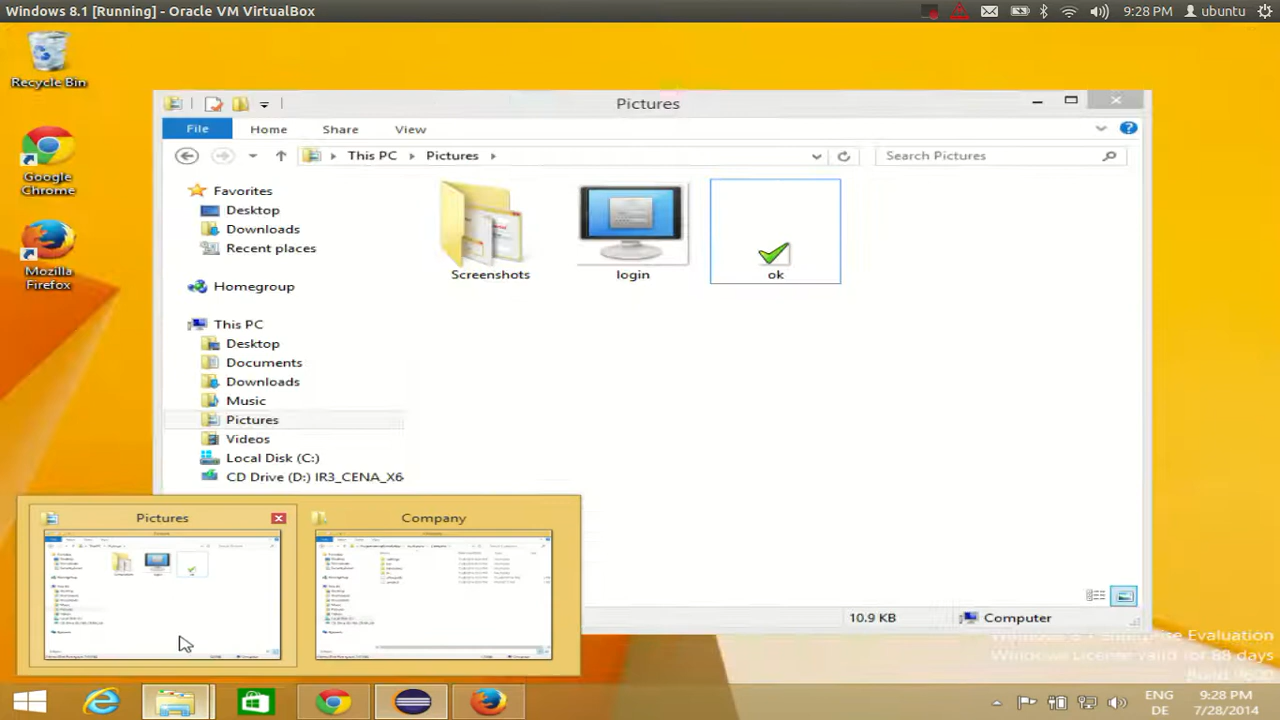 Windows 8.1 [Running] - Oracle VM VirtualBox
9:28 PM
ubuntu
Recycle Bin
Google
Chrome
Mozilla
Firefox
Pictures
File
Home
Share
View
This PC
Pictures
Search Pictures
Favorites
Desktop
Downloads
Recent places
Homegroup
This PC
Desktop
Documents
Downloads
Music
Pictures
Videos
Local Disk (C:)
CD Drive (D:) IR3_CENA_X6
Screenshots
login
ok
10.9 KB
Computer
Pictures
Company
Enterprise Evaluation
Windows License valid for 88 days
Build 9600
ENG
DE
9:28 PM
7/28/2014